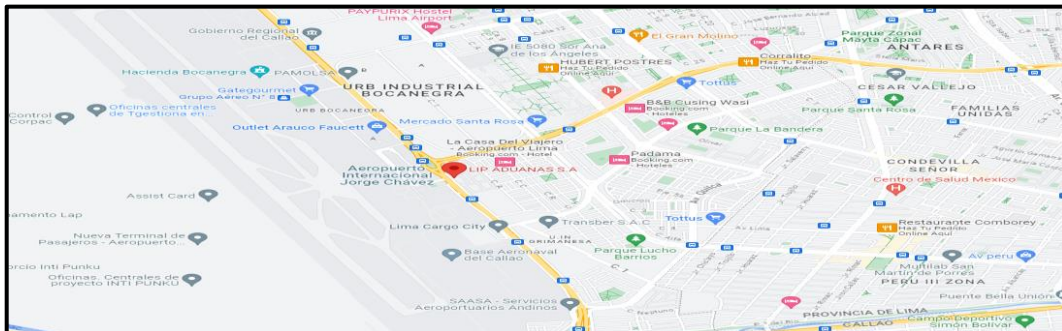 PAYPURIX Hostel
Lima Airport
Gobierno Regional
del Callao
IE 5080 Sor Ana
de los Ángeles
El Gran Molino
Parque Zonal
Mayta Cápac
ANTARES
Corralito
Haz Tu Pedido
Online Aquí
HUBERT POSTRES
Haz Tu Pedido
Online Aquí
Hacienda Bocanegra
PAMOLSA
Gategourmet
Grupo Aéreo N° 8
URB INDUSTRIAL
BOCANEGRA
URB BOCANEGRA
Tottus
CESAR VALLEJO
Parque Santa Rosa
FAMILIAS
UNIDAS
Oficinas centrales
de Tgestiona en...
Control
Corpac
Outlet Arauco Faucett
Mercado Santa Rosa
B&B Cusing Wasi
Booking.com
- Hoteles
Parque La Bandera
La Casa Del Viajero
- Aeropuerto Lima
Booking.com - Hotel
LIP ADUANAS S.A
Padama
Booking.com
- Hoteles
Aeropuerto
Internacional
Jorge Chávez
CONDEVILLA
SEÑOR
Centro de Salud Mexico
Assist Card
Lima Cargo City
Transber S.A.C
Tottus
Restaurante Comborey
Haz Tu Pedido
Online Aquí
Nueva Terminal de
Pasajeros - Aeropuerto...
U. IN
GRIMANESA
Parque Lucho
Barrios
Base Aeronaval
del Callao
Multilab San
Martín de Porres
Av peru
PERU III ZONA
Oficinas. Centrales de
proyecto INTI PUNKU
SAASA - Servicios
Aeroportuarios Andinos
Puente Bella Unión
PROVINCIA DE LIMA
CALLAO
Campo Deportivo
Simón Bolívar